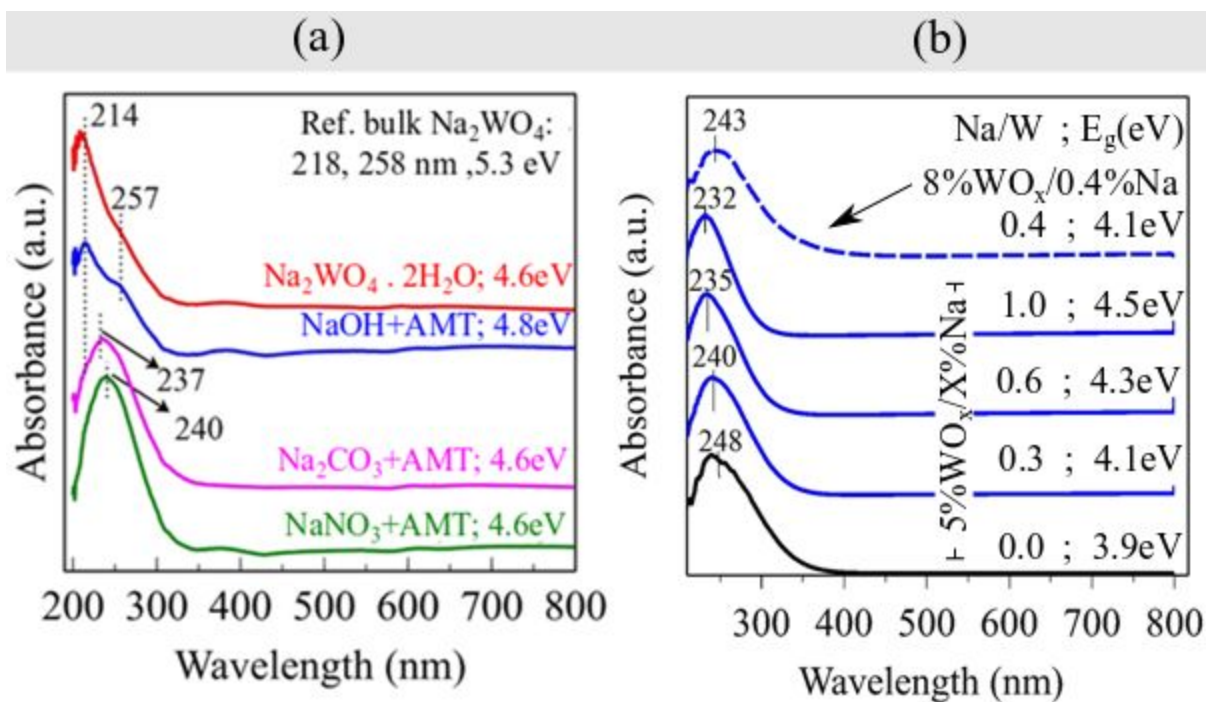 (a)
(b)
214
257
Ref. bulk Na₂WO₄:
218, 258 nm ,5.3 eV
Na₂WO₄ . 2H₂O; 4.6eV
NaOH+AMT; 4.8eV
237
240
Na₂CO₃+AMT; 4.6eV
NaNO₃+AMT; 4.6eV
200 300 400 500 600 700 800
Wavelength (nm)
Absorbance (a.u.)
243
Na/W ; E_g(eV)
8%WOₓ/0.4%Na
232
0.4 ; 4.1eV
235
1.0 ; 4.5eV
240
0.6 ; 4.3eV
248
0.3 ; 4.1eV
0.0 ; 3.9eV
5%WOₓ/X%Na
300 400 500 600 700 800
Wavelength (nm)
Absorbance (a.u.)